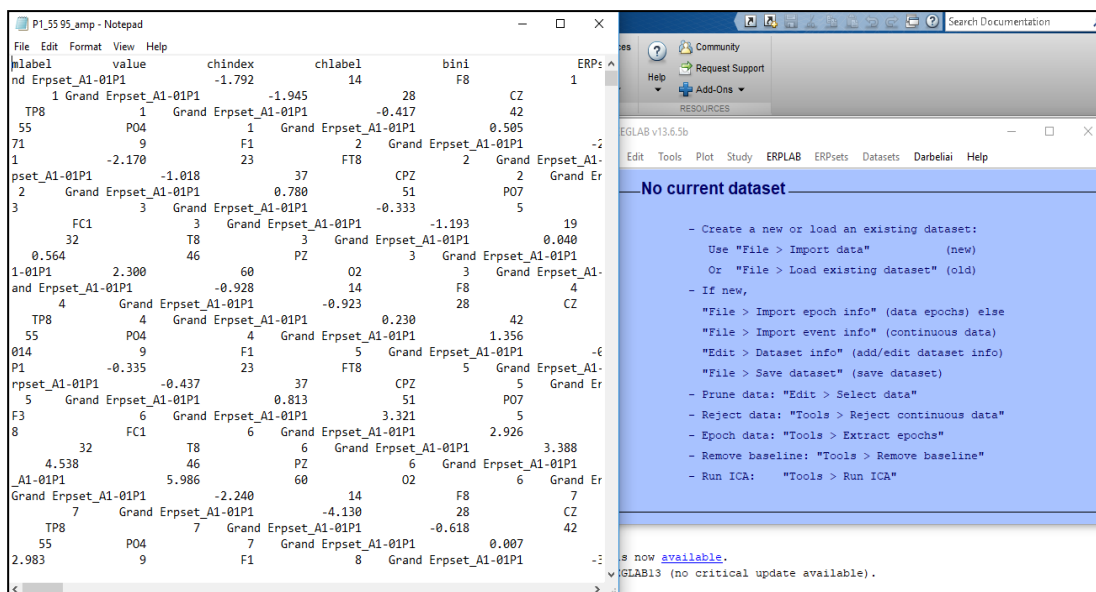 P1_55 95_amp - Notepad
File Edit Format View Help
mlabel value chindex chlabel bini ERPs
nd Erpset_A1-01P1 -1.792 14 F8 1
1 Grand Erpset_A1-01P1 -1.945 28 CZ
TP8 1 Grand Erpset_A1-01P1 -0.417 42
55 PO4 1 Grand Erpset_A1-01P1 0.505
71 9 F1 2 Grand Erpset_A1-01P1 -2
1 -2.170 23 FT8 2 Grand Erpset_A1-
pset_A1-01P1 -1.018 37 CPZ 2 Grand Er
2 Grand Erpset_A1-01P1 0.780 51 PO7
3 3 Grand Erpset_A1-01P1 -0.333 5
FC1 3 Grand Erpset_A1-01P1 -1.193 19
32 T8 3 Grand Erpset_A1-01P1 0.040
0.564 46 PZ 3 Grand Erpset_A1-01P1
1-01P1 2.300 60 O2 3 Grand Erpset_A1-
and Erpset_A1-01P1 -0.928 14 F8 4
4 Grand Erpset_A1-01P1 -0.923 28 CZ
TP8 4 Grand Erpset_A1-01P1 0.230 42
55 PO4 4 Grand Erpset_A1-01P1 1.356
014 9 F1 5 Grand Erpset_A1-01P1 -0
P1 -0.335 23 FT8 5 Grand Erpset_A1-
rpset_A1-01P1 -0.437 37 CPZ 5 Grand Er
5 Grand Erpset_A1-01P1 0.813 51 PO7
F3 6 Grand Erpset_A1-01P1 3.321 5
8 FC1 6 Grand Erpset_A1-01P1 2.926
32 T8 6 Grand Erpset_A1-01P1 3.388
4.538 46 PZ 6 Grand Erpset_A1-01P1
_A1-01P1 5.986 60 O2 6 Grand Er
Grand Erpset_A1-01P1 -2.240 14 F8 7
7 Grand Erpset_A1-01P1 -4.130 28 CZ
TP8 7 Grand Erpset_A1-01P1 -0.618 42
55 PO4 7 Grand Erpset_A1-01P1 0.007
2.983 9 F1 8 Grand Erpset_A1-01P1 -3
Search Documentation
Help
Community
Request Support
Add-Ons
RESOURCES
EGLAB v13.6.5b
Edit Tools Plot Study ERPLAB ERPsets Datasets Darbeliai Help
No current dataset
- Create a new or load an existing dataset:
Use "File > Import data" (new)
Or "File > Load existing dataset" (old)
- If new,
"File > Import epoch info" (data epochs) else
"File > Import event info" (continuous data)
"Edit > Dataset info" (add/edit dataset info)
"File > Save dataset" (save dataset)
- Prune data: "Edit > Select data"
- Reject data: "Tools > Reject continuous data"
- Epoch data: "Tools > Extract epochs"
- Remove baseline: "Tools > Remove baseline"
- Run ICA: "Tools > Run ICA"
s now available.
EGLAB13 (no critical update available).